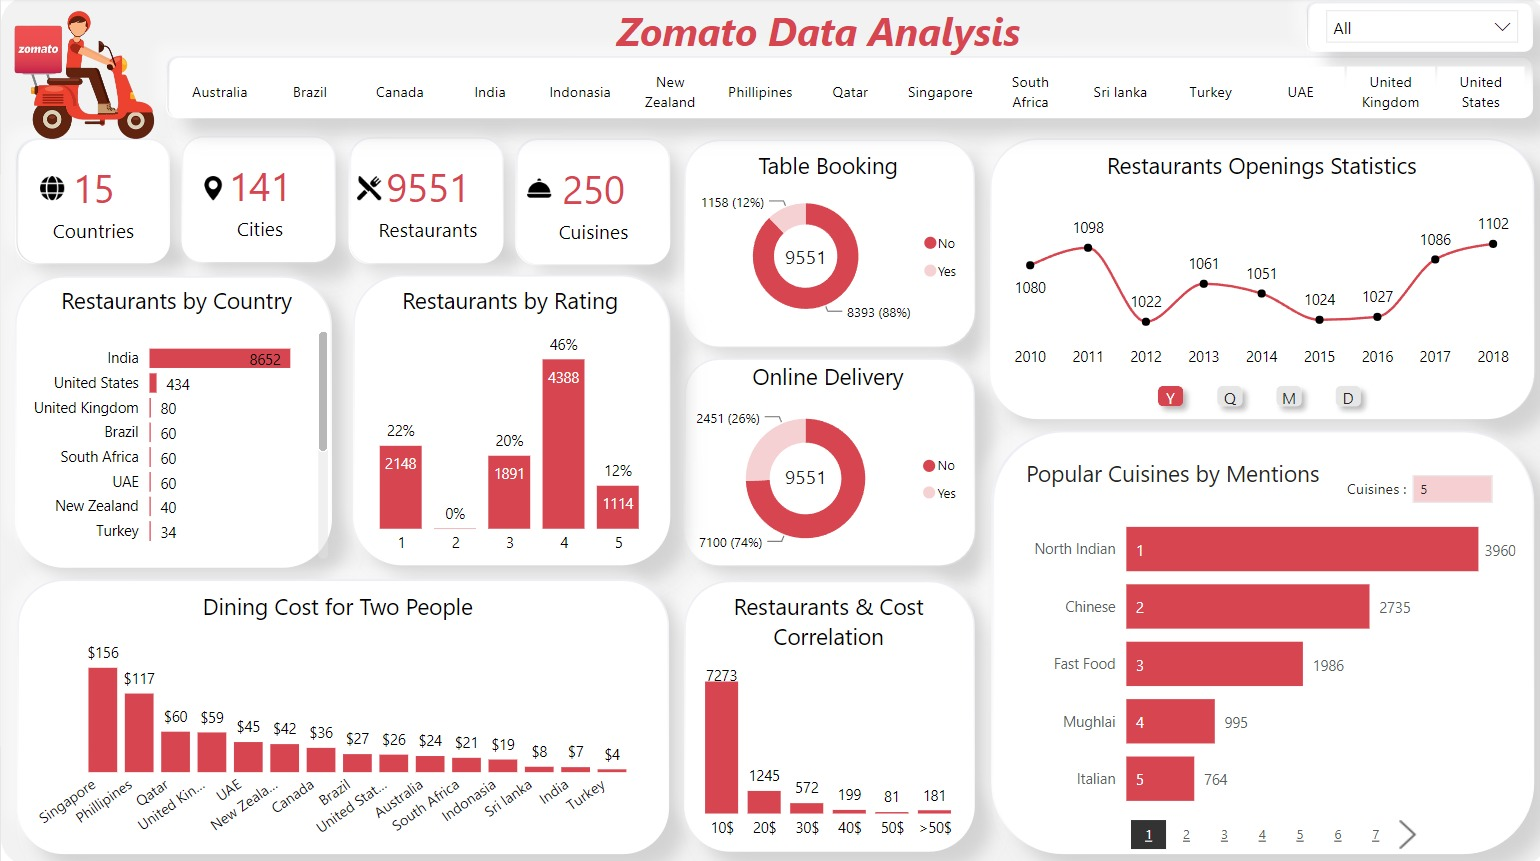 zomato
Zomato Data Analysis
All
Australia
Brazil
Canada
India
Indonasia
New
Zealand
Phillipines
Qatar
Singapore
South
Africa
Sri lanka
Turkey
UAE
United
Kingdom
United
States
15
Countries
141
Cities
9551
Restaurants
250
Cuisines
Table Booking
1158 (12%)
9551
8393 (88%)
No
Yes
Restaurants Openings Statistics
1080
1098
1022
1061
1051
1024
1027
1086
1102
2010 2011 2012 2013 2014 2015 2016 2017 2018
Y Q M D
Restaurants by Country
India 8652
United States 434
United Kingdom 80
Brazil 60
South Africa 60
UAE 60
New Zealand 40
Turkey 34
Restaurants by Rating
22% 0% 20% 46% 12%
2148 1891 4388 1114
1 2 3 4 5
Online Delivery
2451 (26%)
9551
7100 (74%)
No
Yes
Popular Cuisines by Mentions
Cuisines : 5
North Indian 1 3960
Chinese 2 2735
Fast Food 3 1986
Mughlai 4 995
Italian 5 764
1 2 3 4 5 6 7
Dining Cost for Two People
$156 $117 $60 $59 $45 $42 $36 $27 $26 $24 $21 $19 $8 $7 $4
Singapore
Phillipines
Qatar
United Kin...
UAE
New Zeala...
Canada
Brazil
United Stat...
Australia
South Africa
Indonasia
Sri lanka
India
Turkey
Restaurants & Cost
Correlation
7273 1245 572 199 81 181
10$ 20$ 30$ 40$ 50$ >50$